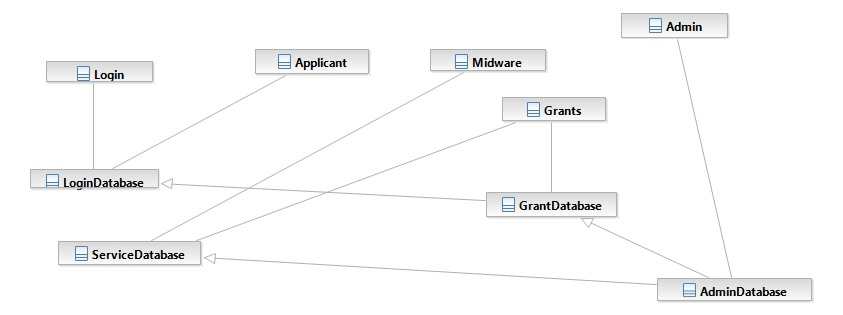 Admin
Login
Applicant
Midware
Grants
LoginDatabase
GrantDatabase
ServiceDatabase
AdminDatabase